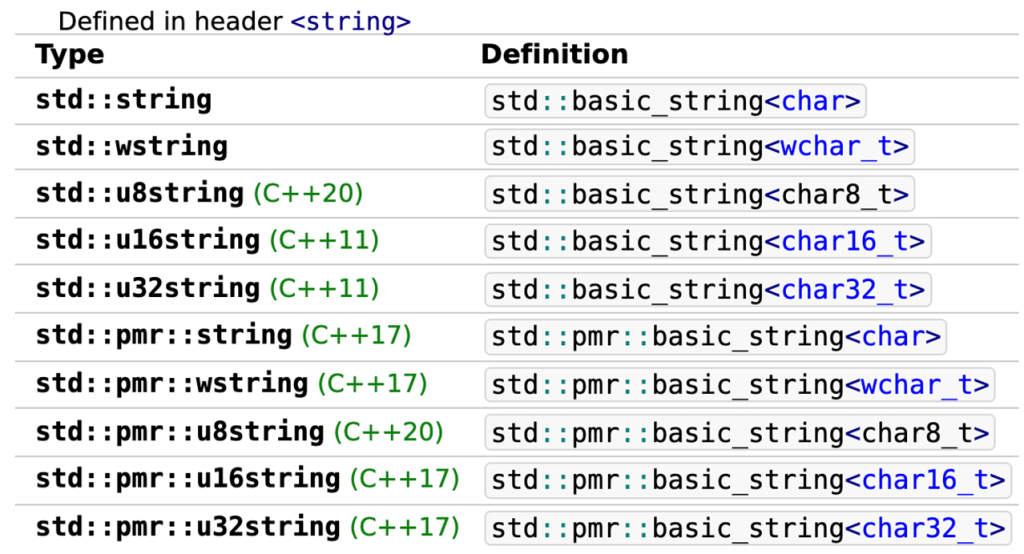 Defined in header <string>
Type Definition
std::string std::basic_string<char>
std::wstring std::basic_string<wchar_t>
std::u8string (C++20) std::basic_string<char8_t>
std::u16string (C++11) std::basic_string<char16_t>
std::u32string (C++11) std::basic_string<char32_t>
std::pmr::string (C++17) std::pmr::basic_string<char>
std::pmr::wstring (C++17) std::pmr::basic_string<wchar_t>
std::pmr::u8string (C++20) std::pmr::basic_string<char8_t>
std::pmr::u16string (C++17) std::pmr::basic_string<char16_t>
std::pmr::u32string (C++17) std::pmr::basic_string<char32_t>